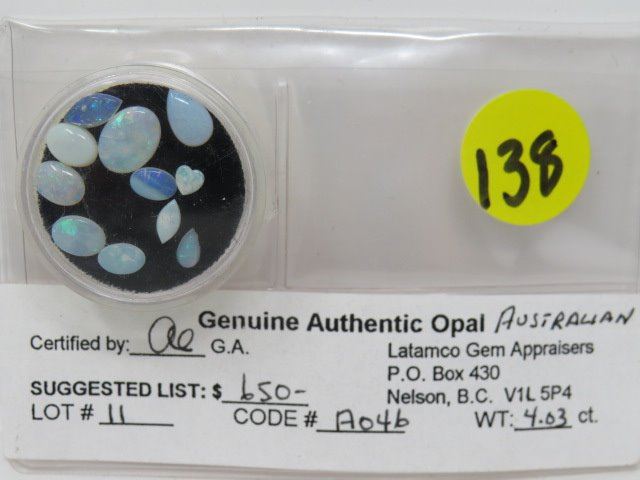 138
Genuine Authentic Opal AUSTRALIAN
Certified by: G.A.
Latamco Gem Appraisers
P.O. Box 430
Nelson, B.C. V1L 5P4
SUGGESTED LIST: $ 650-
LOT # 11 CODE # A046 WT: 4.03 ct.